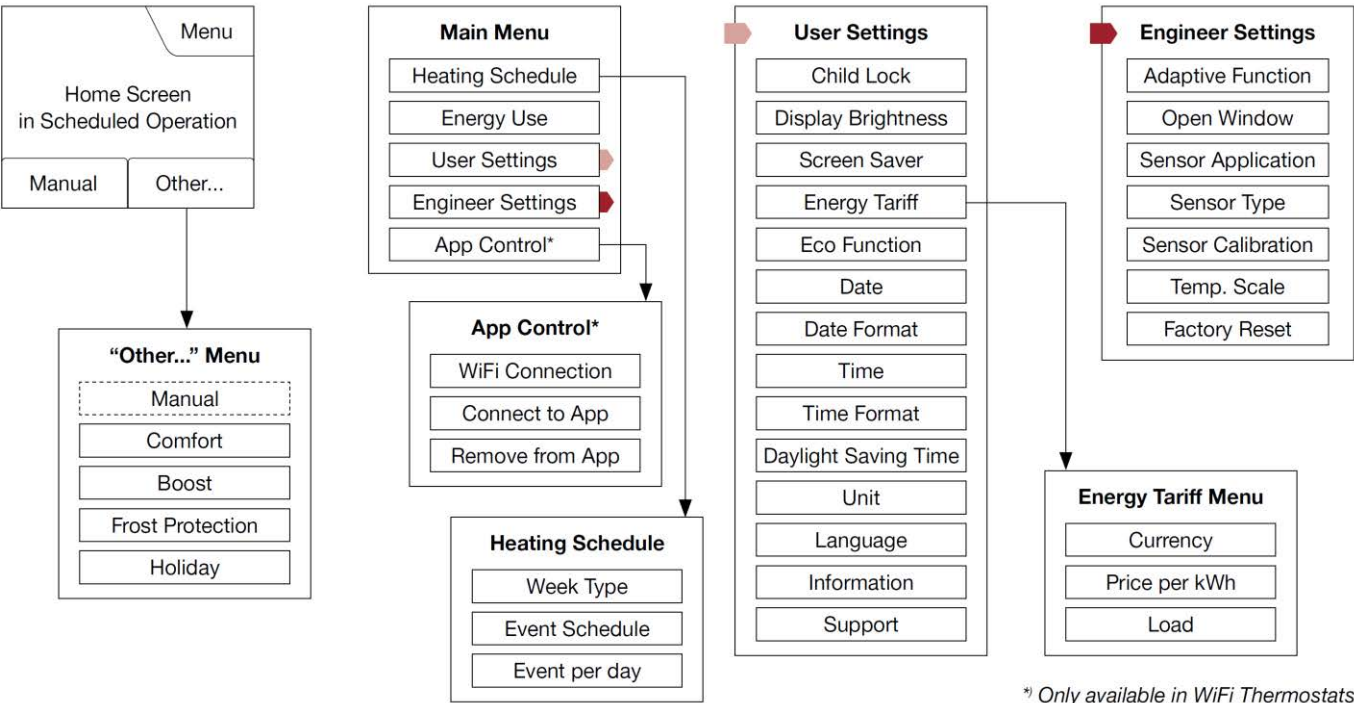 Menu
Home Screen
in Scheduled Operation
Manual
Other...
“Other...” Menu
Manual
Comfort
Boost
Frost Protection
Holiday
Main Menu
Heating Schedule
Energy Use
User Settings
Engineer Settings
App Control*
App Control*
WiFi Connection
Connect to App
Remove from App
Heating Schedule
Week Type
Event Schedule
Event per day
User Settings
Child Lock
Display Brightness
Screen Saver
Energy Tariff
Eco Function
Date
Date Format
Time
Time Format
Daylight Saving Time
Unit
Language
Information
Support
Engineer Settings
Adaptive Function
Open Window
Sensor Application
Sensor Type
Sensor Calibration
Temp. Scale
Factory Reset
Energy Tariff Menu
Currency
Price per kWh
Load
*) Only available in WiFi Thermostats